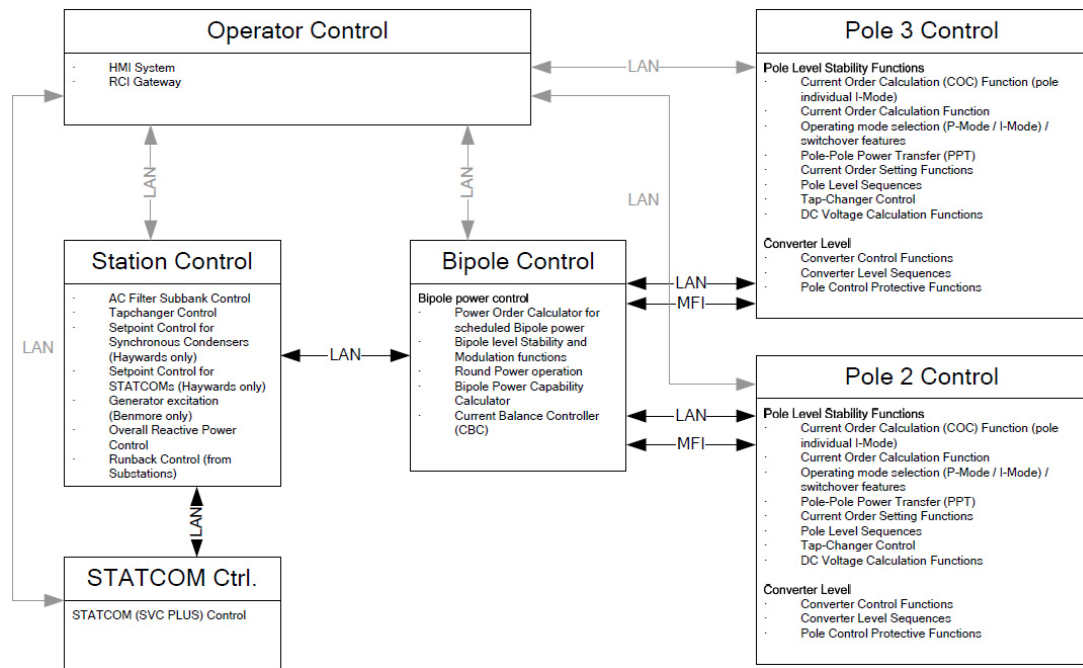 Operator Control
· HMI System
· RCI Gateway
LAN
LAN
LAN
LAN
LAN
Station Control
· AC Filter Subbank Control
· Tapchanger Control
· Setpoint Control for
Synchronous Condensers
(Haywards only)
· Setpoint Control for
STATCOMs (Haywards only)
· Generator excitation
(Benmore only)
· Overall Reactive Power
Control
· Runback Control (from
Substations)
LAN
LAN
STATCOM Ctrl.
STATCOM (SVC PLUS) Control
Bipole Control
Bipole power control
· Power Order Calculator for
scheduled Bipole power
· Bipole level Stability and
Modulation functions
· Round Power operation
· Bipole Power Capability
Calculator
· Current Balance Controller
(CBC)
LAN
MFI
LAN
MFI
Pole 3 Control
Pole Level Stability Functions
· Current Order Calculation (COC) Function (pole
individual I-Mode)
· Current Order Calculation Function
· Operating mode selection (P-Mode / I-Mode) /
switchover features
· Pole-Pole Power Transfer (PPT)
· Current Order Setting Functions
· Pole Level Sequences
· Tap-Changer Control
· DC Voltage Calculation Functions
Converter Level
· Converter Control Functions
· Converter Level Sequences
· Pole Control Protective Functions
Pole 2 Control
Pole Level Stability Functions
· Current Order Calculation (COC) Function (pole
individual I-Mode)
· Current Order Calculation Function
· Operating mode selection (P-Mode / I-Mode) /
switchover features
· Pole-Pole Power Transfer (PPT)
· Current Order Setting Functions
· Pole Level Sequences
· Tap-Changer Control
· DC Voltage Calculation Functions
Converter Level
· Converter Control Functions
· Converter Level Sequences
· Pole Control Protective Functions